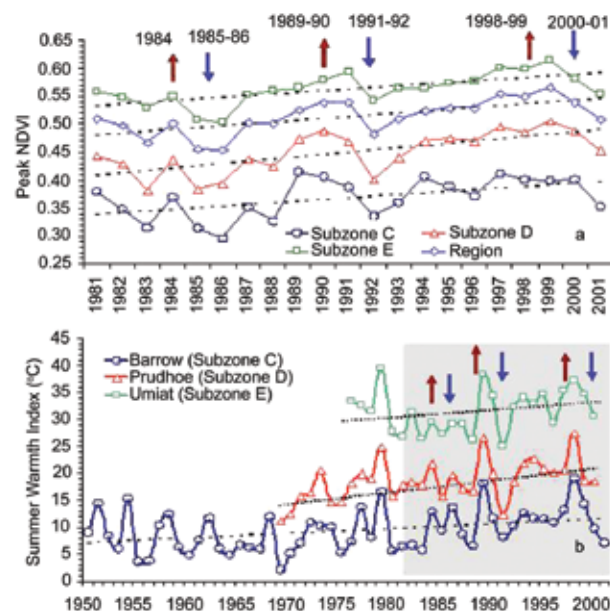 1984 1985-86 1989-90 1991-92 1998-99 2000-01
0.65
0.60
0.55
0.50
0.45
0.40
0.35
0.30
0.25
Peak NDVI
Subzone C Subzone D
Subzone E Region
a
1981 1982 1983 1984 1985 1986 1987 1988 1989 1990 1991 1992 1993 1994 1995 1996 1997 1998 1999 2000 2001
45
40
35
30
25
20
15
10
5
0
Summer Warmth Index (°C)
Barrow (Subzone C)
Prudhoe (Subzone D)
Umiat (Subzone E)
b
1950 1955 1960 1965 1970 1975 1980 1985 1990 1995 2000